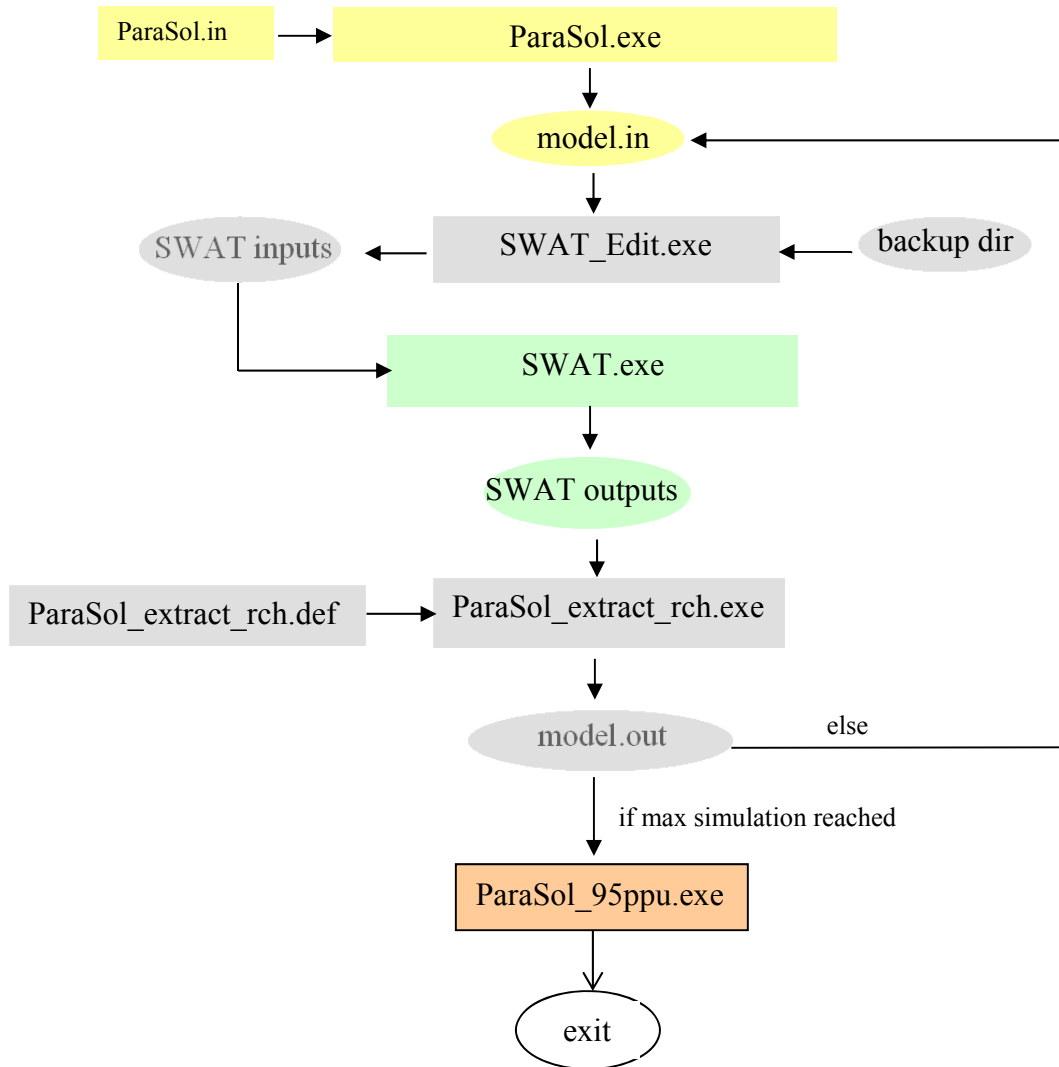 ParaSol.in
ParaSol.exe
model.in
SWAT inputs
SWAT_Edit.exe
backup dir
SWAT.exe
SWAT outputs
ParaSol_extract_rch.def
ParaSol_extract_rch.exe
model.out
else
if max simulation reached
ParaSol_95ppu.exe
exit